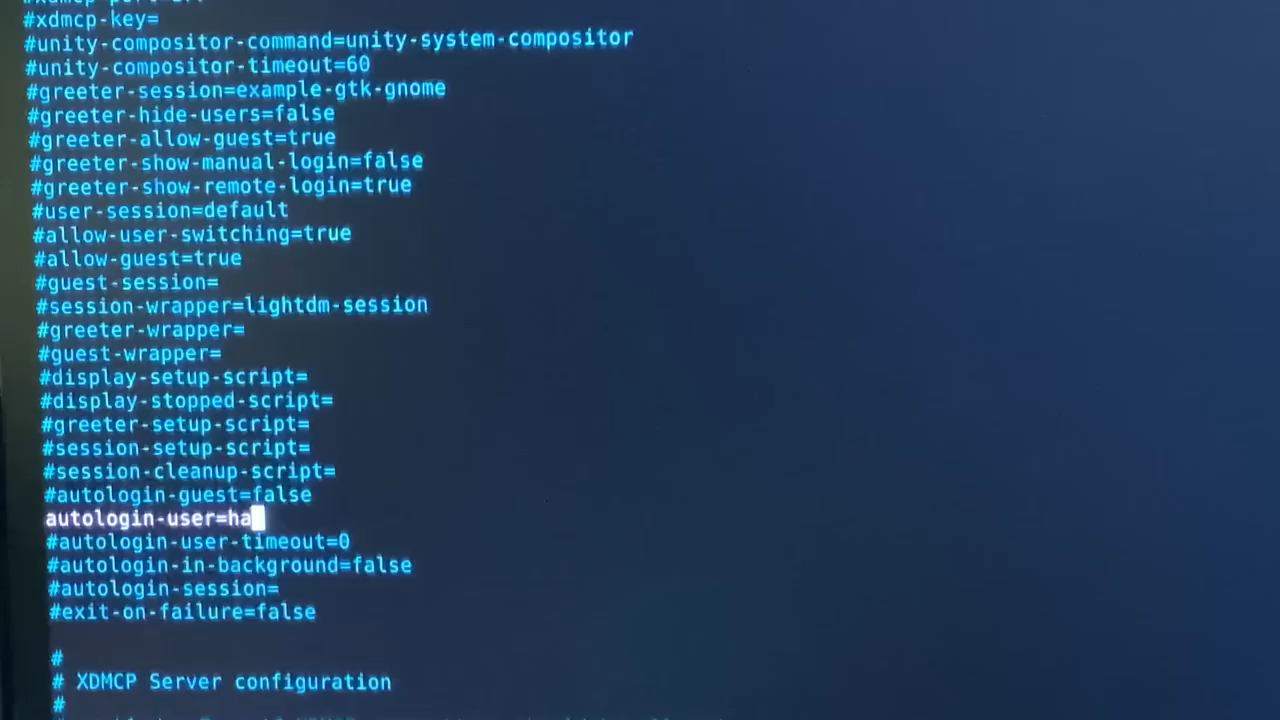 #xdmcp-key=
#unity-compositor-command=unity-system-compositor
#unity-compositor-timeout=60
#greeter-session=example-gtk-gnome
#greeter-hide-users=false
#greeter-allow-guest=true
#greeter-show-manual-login=false
#greeter-show-remote-login=true
#user-session=default
#allow-user-switching=true
#allow-guest=true
#guest-session=
#session-wrapper=lightdm-session
#greeter-wrapper=
#guest-wrapper=
#display-setup-script=
#display-stopped-script=
#greeter-setup-script=
#session-setup-script=
#session-cleanup-script=
#autologin-guest=false
autologin-user=ha
#autologin-user-timeout=0
#autologin-in-background=false
#autologin-session=
#exit-on-failure=false
#
# XDMCP Server configuration
#